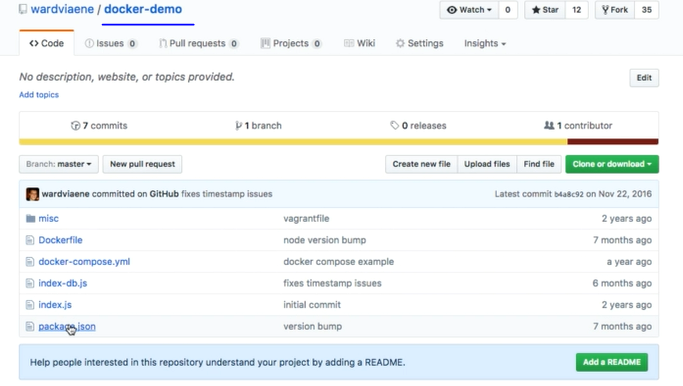 wardviaene / docker-demo
Watch 0 Star 12 Fork 35
Code Issues 0 Pull requests 0 Projects 0 Wiki Settings Insights
No description, website, or topics provided. Edit
Add topics
7 commits 1 branch 0 releases 1 contributor
Branch: master New pull request Create new file Upload files Find file Clone or download
wardviaene committed on GitHub fixes timestamp issues Latest commit b4a8c92 on Nov 22, 2016
misc vagrantfile 2 years ago
Dockerfile node version bump 7 months ago
docker-compose.yml docker compose example a year ago
index-db.js fixes timestamp issues 6 months ago
index.js initial commit 2 years ago
package.json version bump 7 months ago
Help people interested in this repository understand your project by adding a README. Add a README